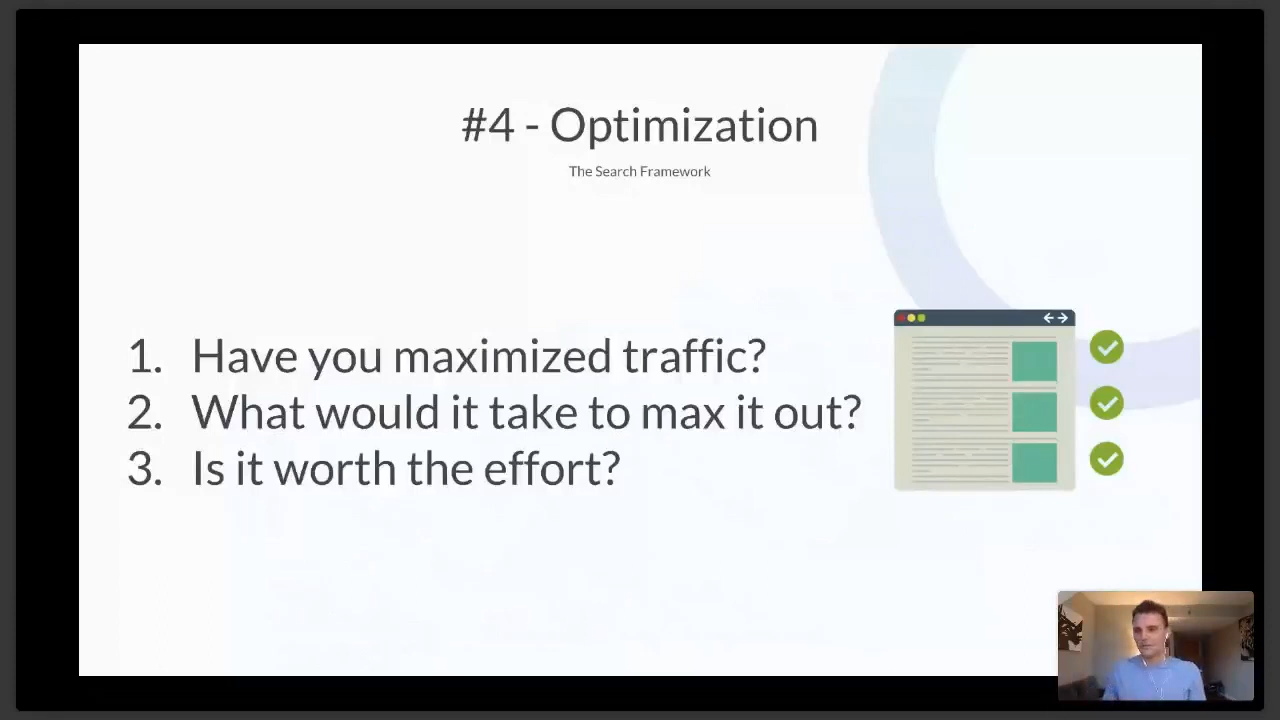 #4 - Optimization
The Search Framework
1. Have you maximized traffic?
2. What would it take to max it out?
3. Is it worth the effort?